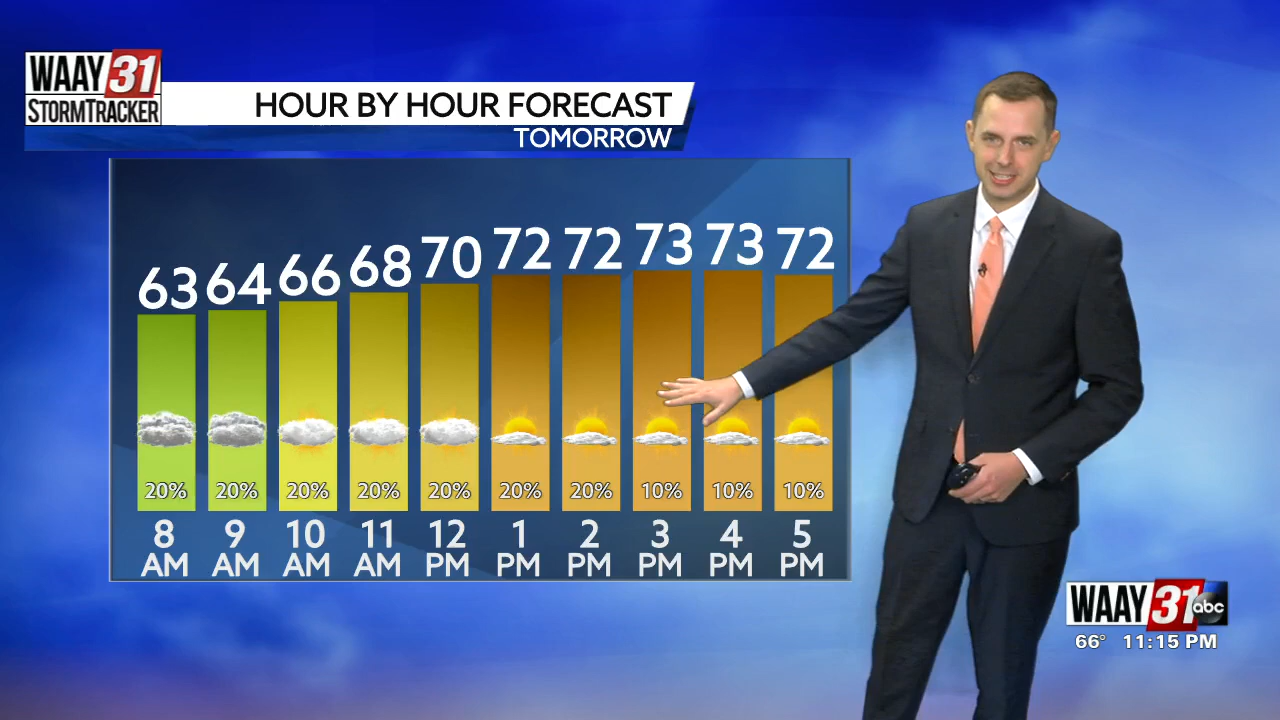 WAAY 31
STORMTRACKER
HOUR BY HOUR FORECAST
TOMORROW
63 64 66 68 70 72 72 73 73 72
20% 20% 20% 20% 20% 20% 20% 10% 10% 10%
8 9 10 11 12 1 2 3 4 5
AM AM AM AM PM PM PM PM PM PM
WAAY 31 abc
66° 11:15 PM